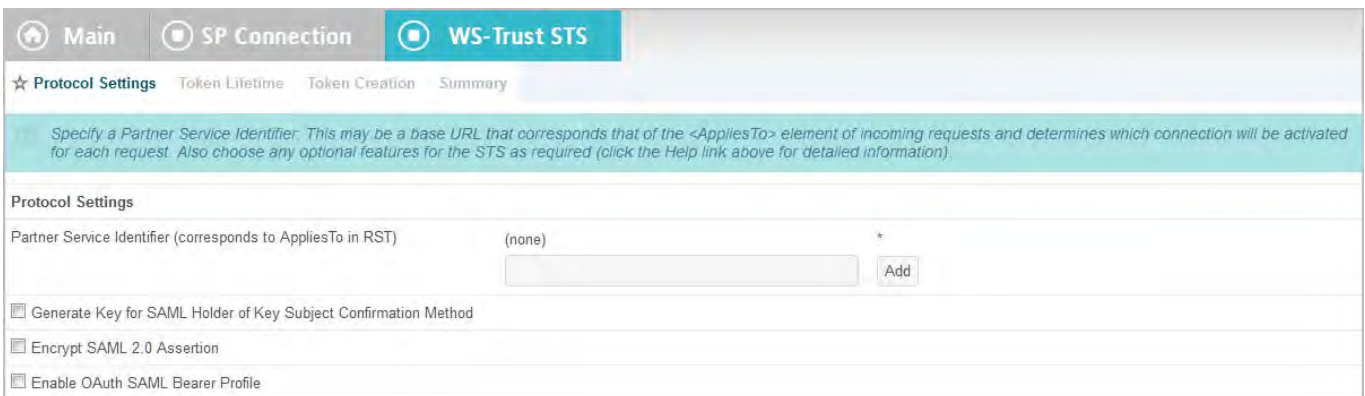 Main SP Connection WS-Trust STS
Protocol Settings Token Lifetime Token Creation Summary
Specify a Partner Service Identifier. This may be a base URL that corresponds that of the <AppliesTo> element of incoming requests and determines which connection will be activated
for each request. Also choose any optional features for the STS as required (click the Help link above for detailed information).
Protocol Settings
Partner Service Identifier (corresponds to AppliesTo in RST) (none) *
Add
Generate Key for SAML Holder of Key Subject Confirmation Method
Encrypt SAML 2.0 Assertion
Enable OAuth SAML Bearer Profile